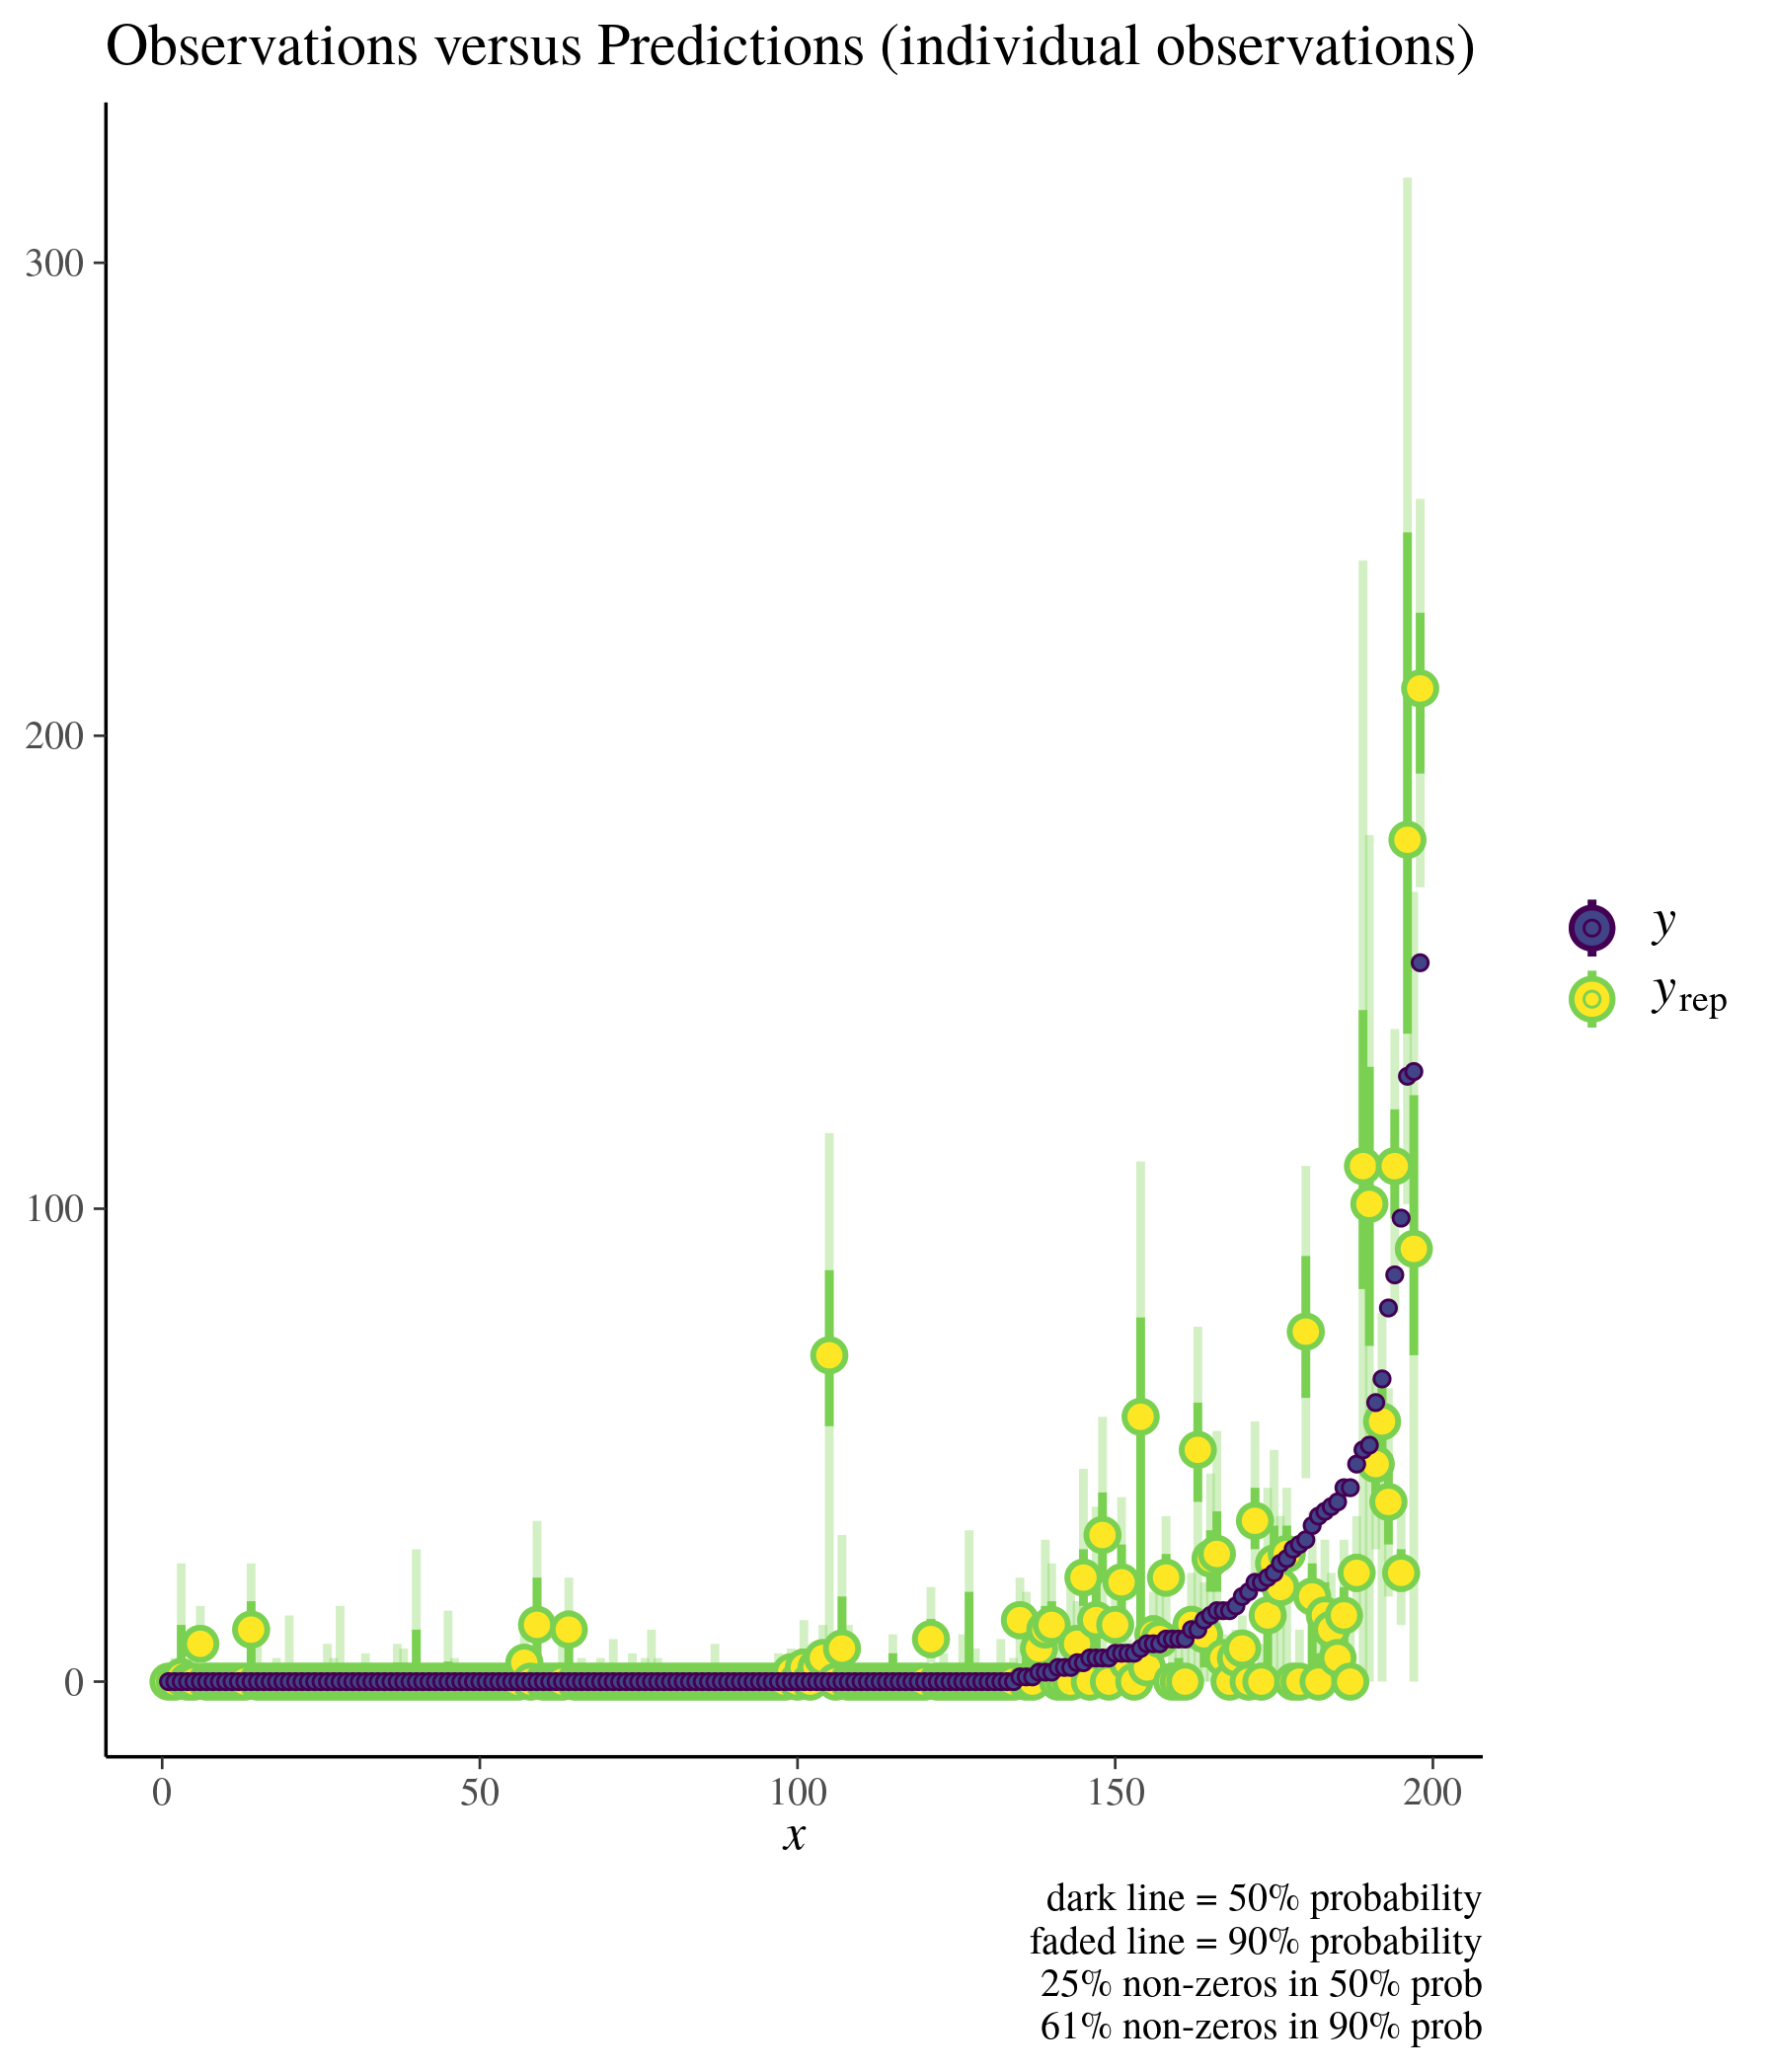 Observations versus Predictions (individual observations)
300
200
100
0
0 50 100 150 200
x
y
yrep
dark line = 50% probability
faded line = 90% probability
25% non-zeros in 50% prob
61% non-zeros in 90% prob